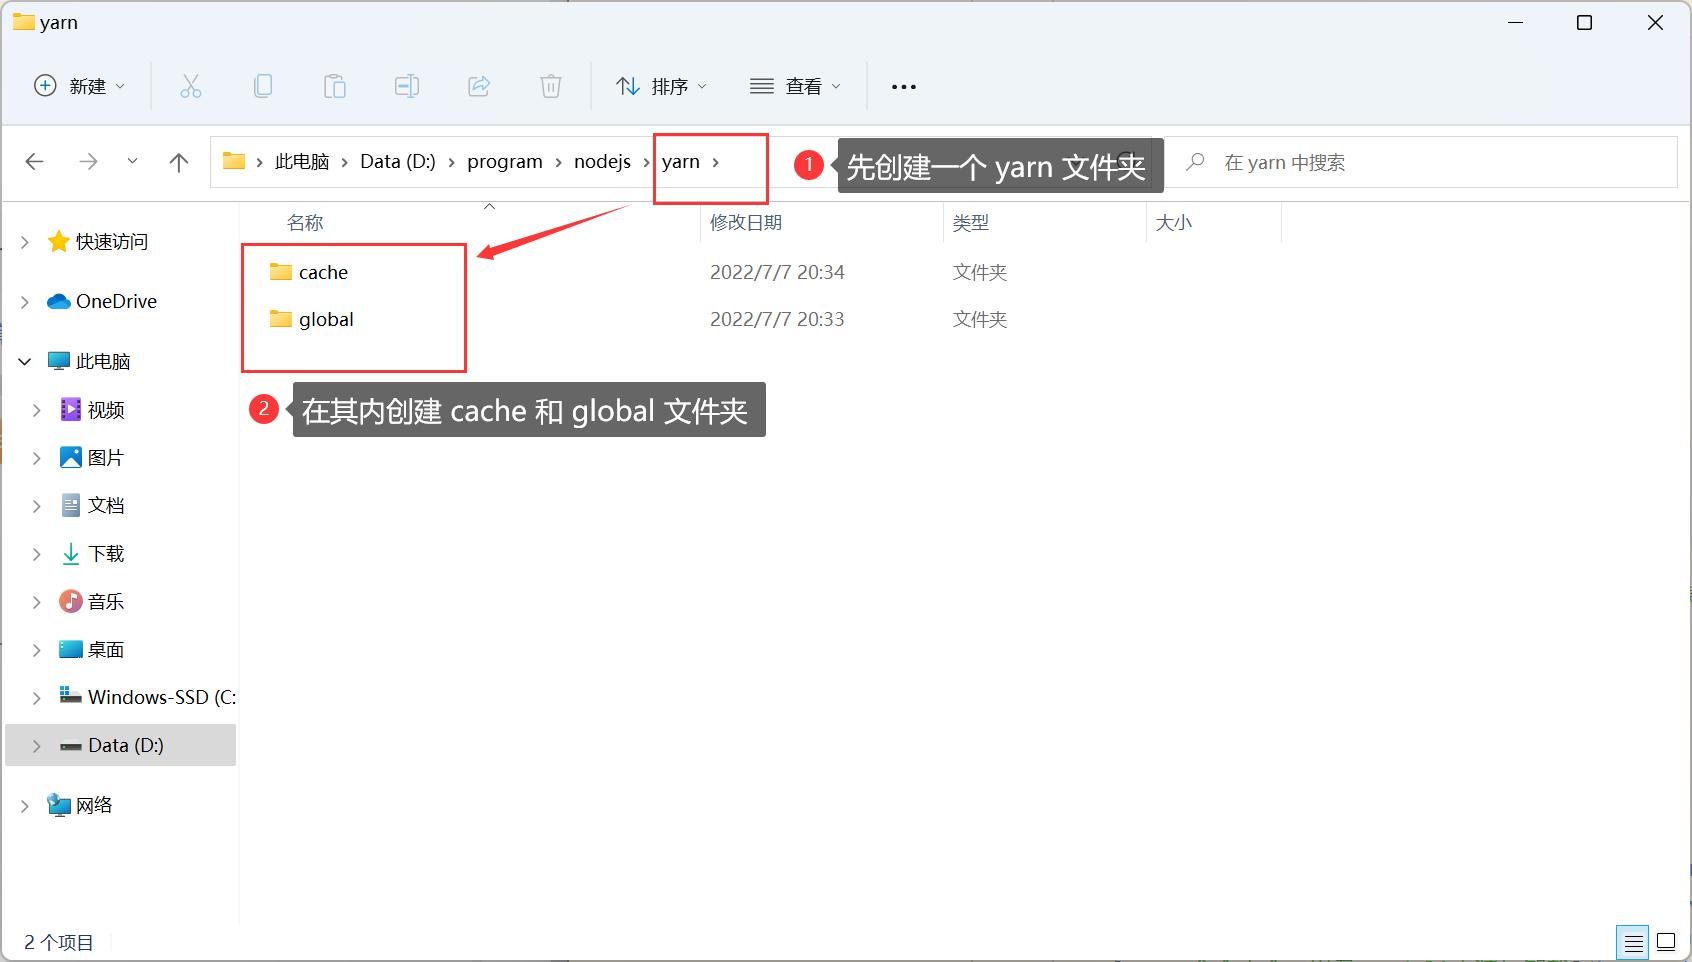 yarn
新建
排序
查看
此电脑 Data (D:) program nodejs yarn
1 先创建一个 yarn 文件夹
在 yarn 中搜索
名称 修改日期 类型 大小
快速访问
cache 2022/7/7 20:34 文件夹
OneDrive
global 2022/7/7 20:33 文件夹
此电脑
视频
2 在其内创建 cache 和 global 文件夹
图片
文档
下载
音乐
桌面
Windows-SSD (C:
Data (D:)
网络
2 个项目